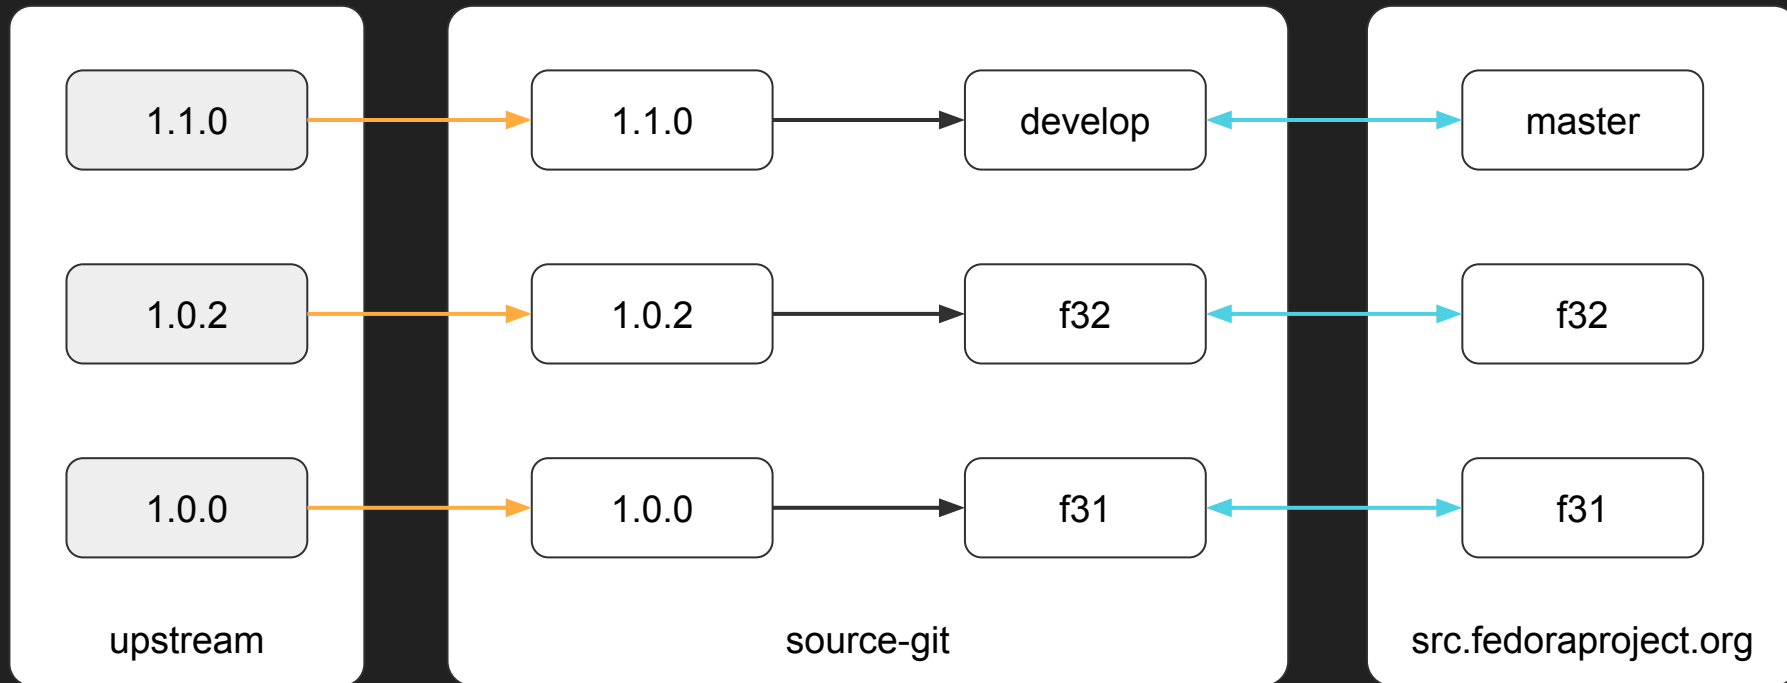 1.1.0
1.1.0
develop
master
1.0.2
1.0.2
f32
f32
1.0.0
1.0.0
f31
f31
upstream
source-git
src.fedoraproject.org